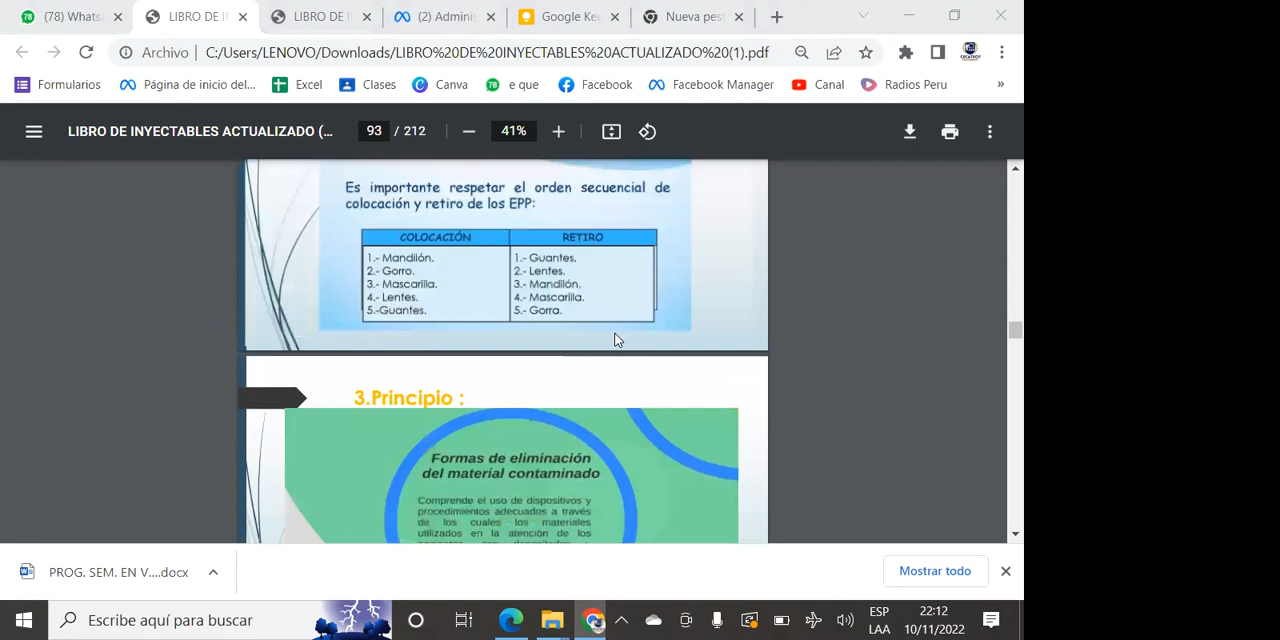 (78) Whats
LIBRO DE I
LIBRO DE I
(2) Adminis
Google Kee
Nueva pest
Archivo
C:/Users/LENOVO/Downloads/LIBRO%20DE%20INYECTABLES%20ACTUALIZADO%20(1).pdf
Formularios
Página de inicio del...
Excel
Clases
Canva
e que
Facebook
Facebook Manager
Canal
Radios Peru
»
LIBRO DE INYECTABLES ACTUALIZADO (...
93 / 212
41%
Es importante respetar el orden secuencial de
colocación y retiro de los EPP:
COLOCACIÓN
RETIRO
1.- Mandilón.
2.- Gorro.
3.- Mascarilla.
4.- Lentes.
5.-Guantes.
1.- Guantes.
2.- Lentes.
3.- Mandilón.
4.- Mascarilla.
5.- Gorra.
3.Principio :
Formas de eliminación
del material contaminado
Comprende el uso de dispositivos y
procedimientos adecuados a través
de los cuales los materiales
utilizados en la atención de los
PROG. SEM. EN V....docx
Mostrar todo
Escribe aquí para buscar
ESP
LAA
22:12
10/11/2022